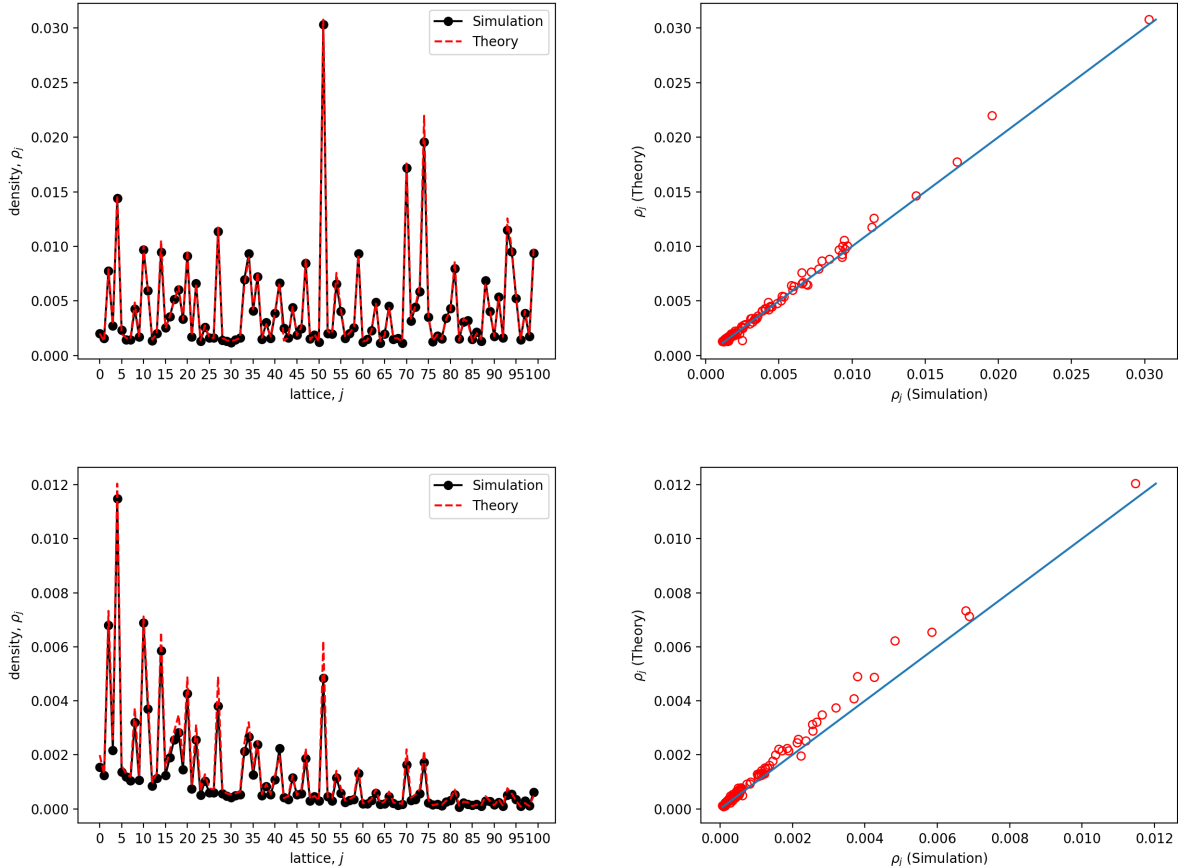 0.030
0.025
0.020
0.015
0.010
0.005
0.000
density, ρj
Simulation
Theory
0 5 10 15 20 25 30 35 40 45 50 55 60 65 70 75 80 85 90 95100
lattice, j
0.030
0.025
0.020
0.015
0.010
0.005
0.000
ρj (Theory)
0.000 0.005 0.010 0.015 0.020 0.025 0.030
ρj (Simulation)
0.012
0.010
0.008
0.006
0.004
0.002
0.000
density, ρj
Simulation
Theory
0 5 10 15 20 25 30 35 40 45 50 55 60 65 70 75 80 85 90 95100
lattice, j
0.012
0.010
0.008
0.006
0.004
0.002
0.000
ρj (Theory)
0.000 0.002 0.004 0.006 0.008 0.010 0.012
ρj (Simulation)